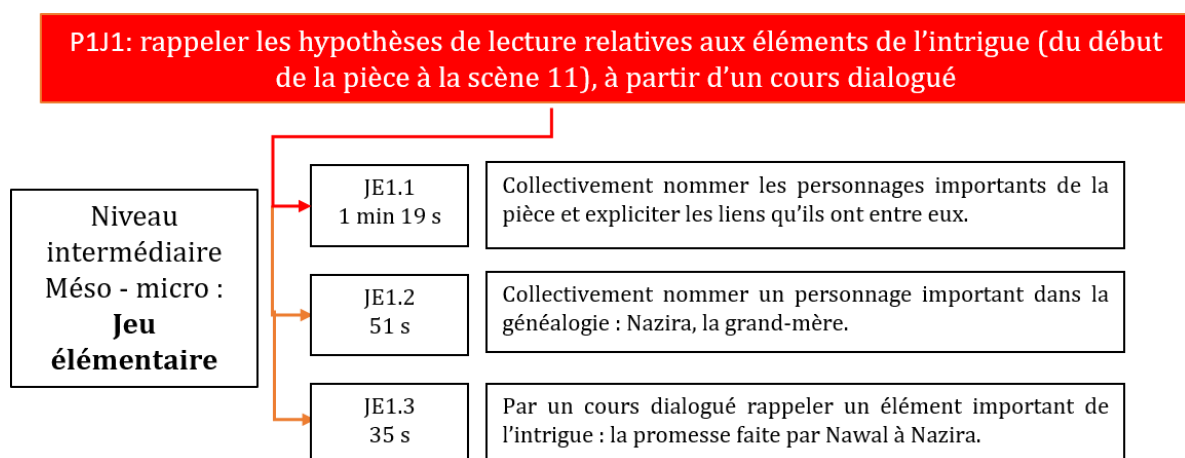 P1J1: rappeler les hypothèses de lecture relatives aux éléments de l’intrigue (du début
de la pièce à la scène 11), à partir d’un cours dialogué
Niveau
intermédiaire
Méso - micro :
Jeu
élémentaire
JE1.1
1 min 19 s
Collectivement nommer les personnages importants de la
pièce et expliciter les liens qu’ils ont entre eux.
JE1.2
51 s
Collectivement nommer un personnage important dans la
généalogie : Nazira, la grand-mère.
JE1.3
35 s
Par un cours dialogué rappeler un élément important de
l’intrigue : la promesse faite par Nawal à Nazira.